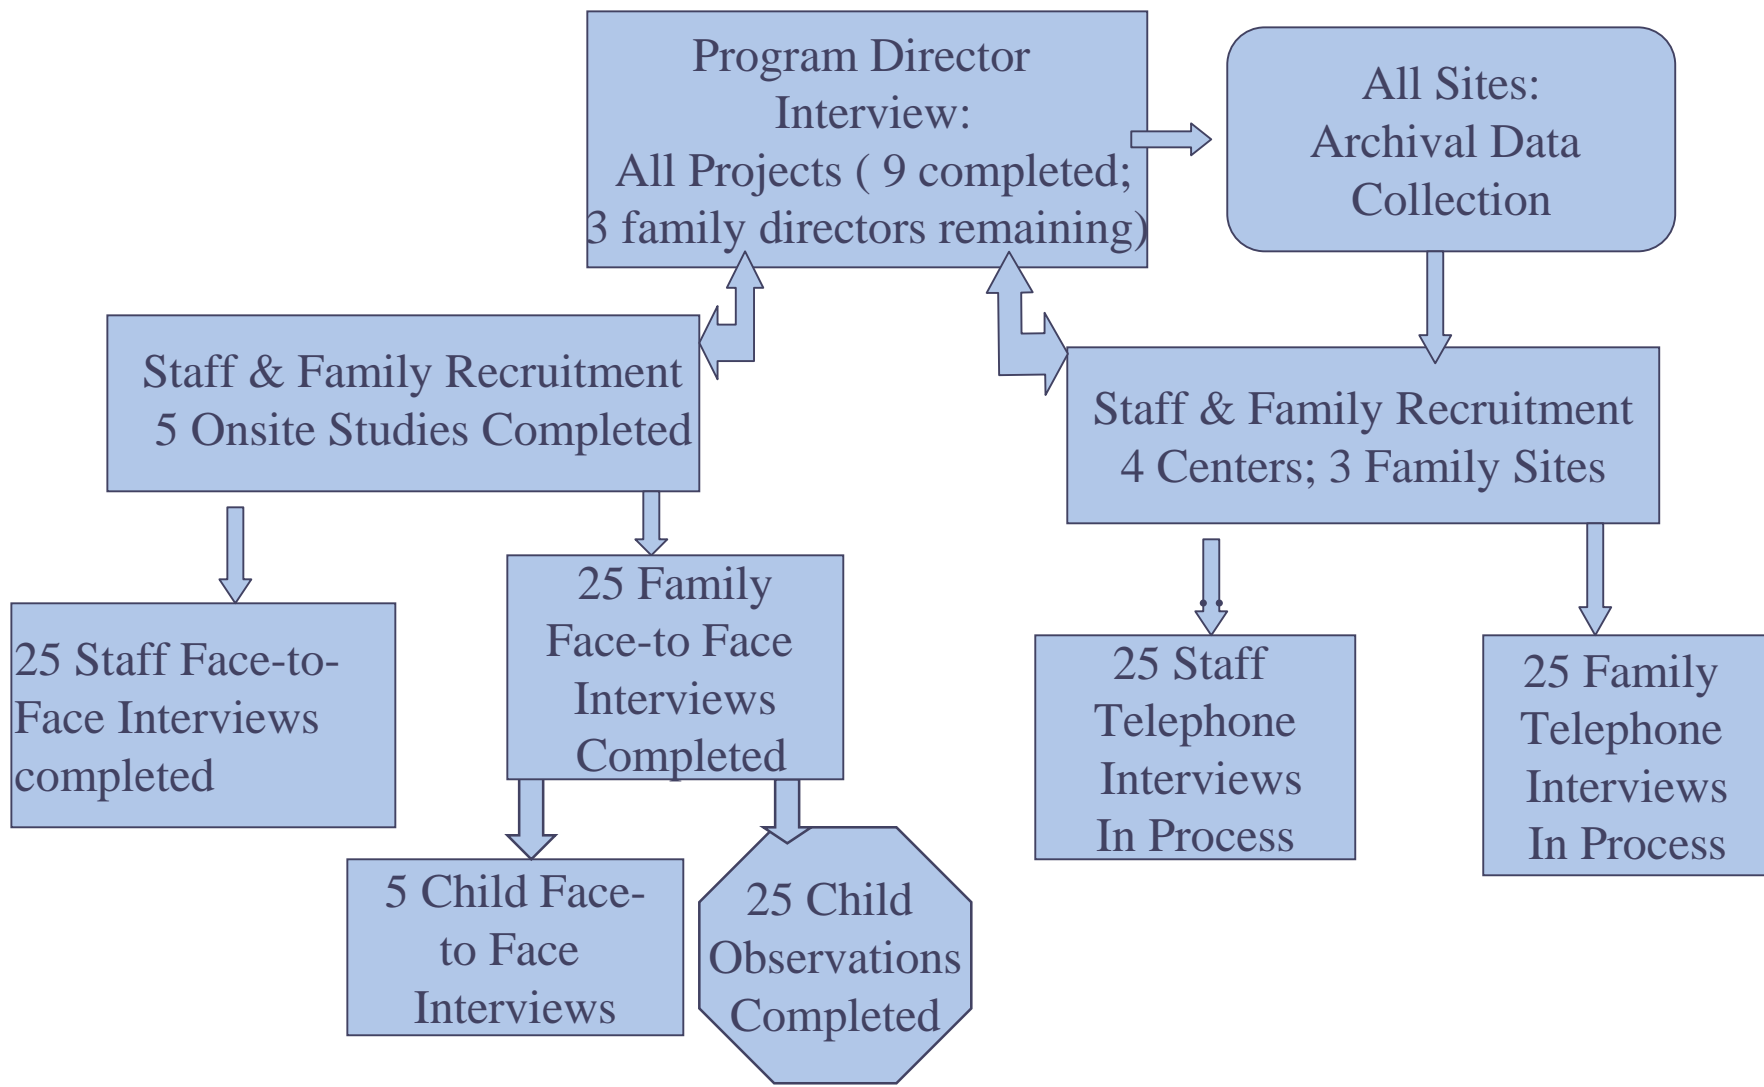 Program Director
Interview:
All Projects ( 9 completed;
3 family directors remaining)
All Sites:
Archival Data
Collection
Staff & Family Recruitment
5 Onsite Studies Completed
Staff & Family Recruitment
4 Centers; 3 Family Sites
25 Staff Face-to-
Face Interviews
completed
25 Family
Face-to Face
Interviews
Completed
25 Staff
Telephone
Interviews
In Process
25 Family
Telephone
Interviews
In Process
5 Child Face-
to Face
Interviews
25 Child
Observations
Completed